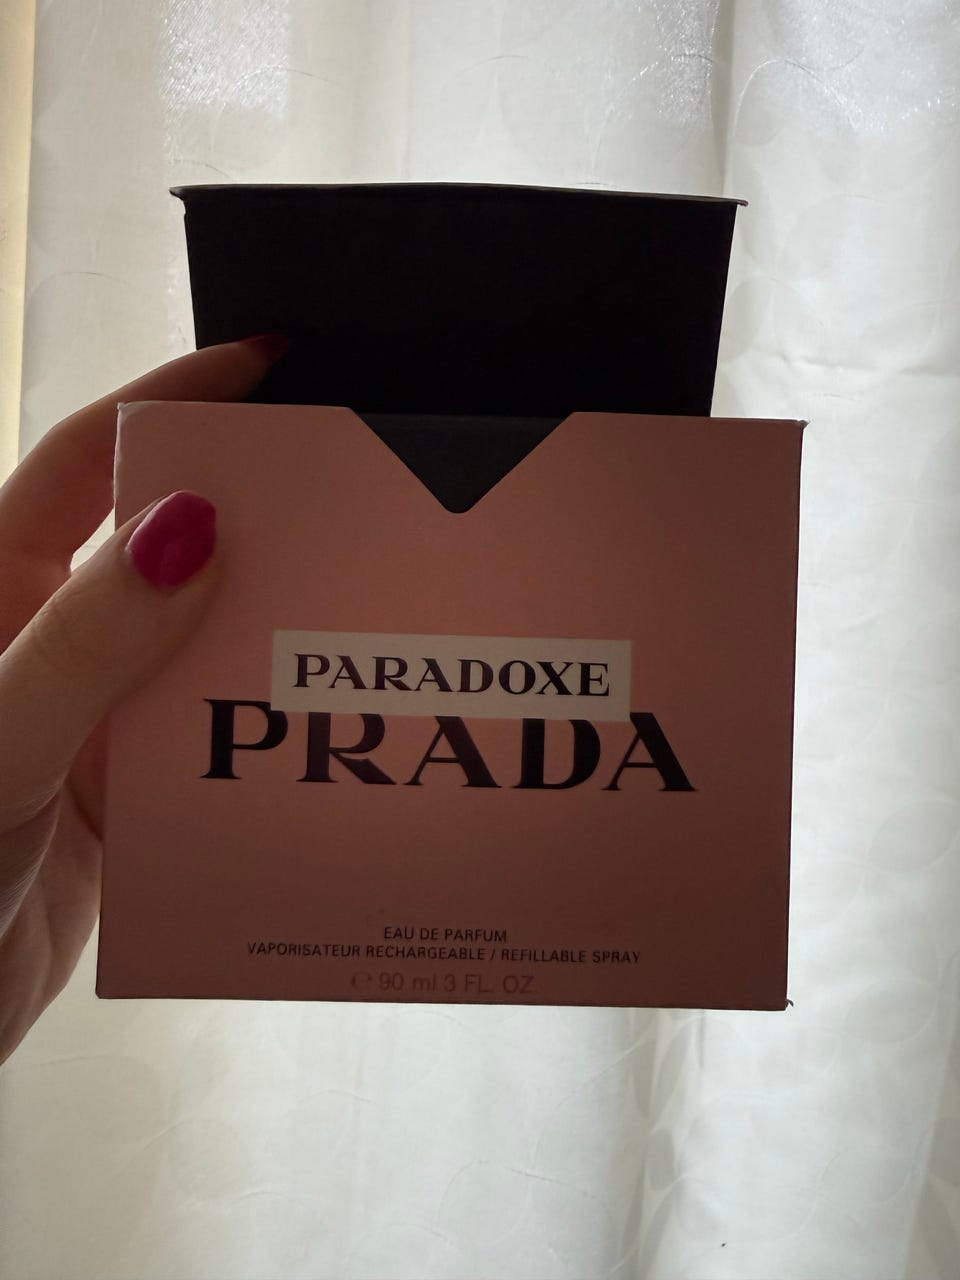 PARADOXE
PRADA
EAU DE PARFUM
VAPORISATEUR RECHARGEABLE / REFILLABLE SPRAY
℮ 90 ml 3 FL. OZ.